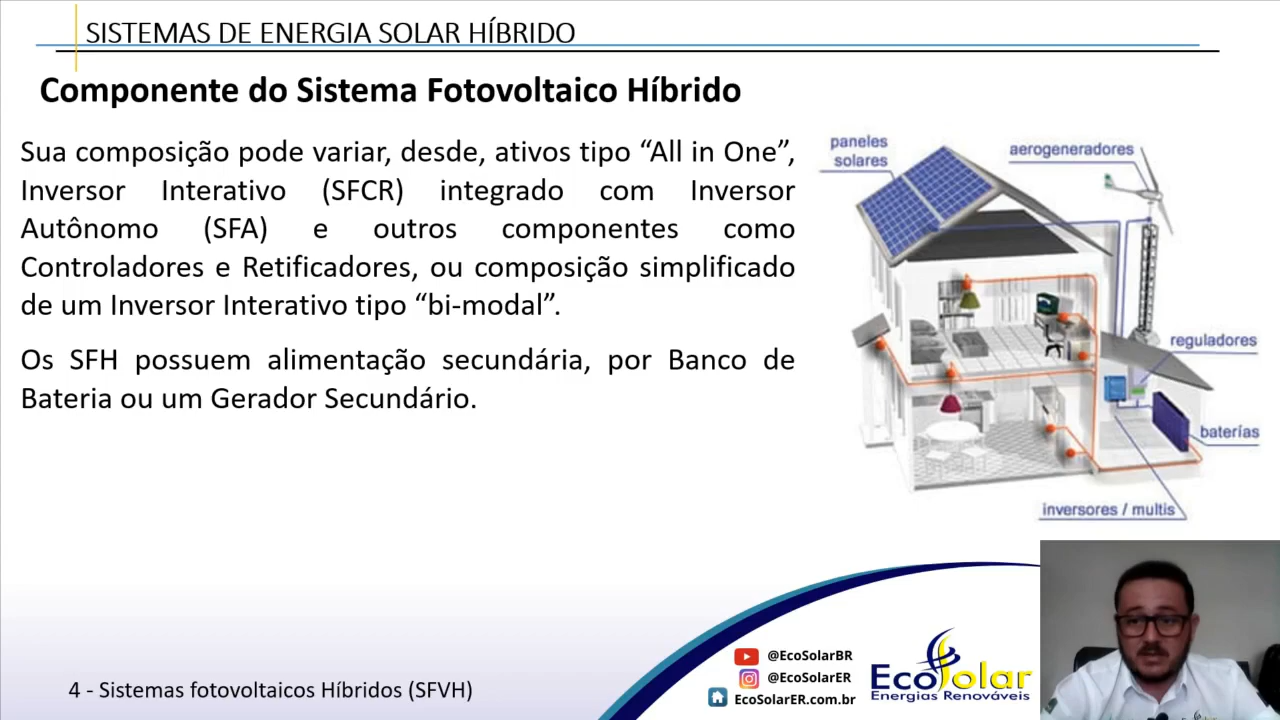 SISTEMAS DE ENERGIA SOLAR HÍBRIDO
Componente do Sistema Fotovoltaico Híbrido
Sua composição pode variar, desde, ativos tipo “All in One”,
Inversor Interativo (SFCR) integrado com Inversor
Autônomo (SFA) e outros componentes como
Controladores e Retificadores, ou composição simplificado
de um Inversor Interativo tipo “bi-modal”.
Os SFH possuem alimentação secundária, por Banco de
Bateria ou um Gerador Secundário.
paneles
solares
aerogeneradores
reguladores
baterías
inversores / multis
@EcoSolarBR
@EcoSolarER
EcoSolarER.com.br
EcoSolar
Energias Renováveis
4 - Sistemas fotovoltaicos Híbridos (SFVH)